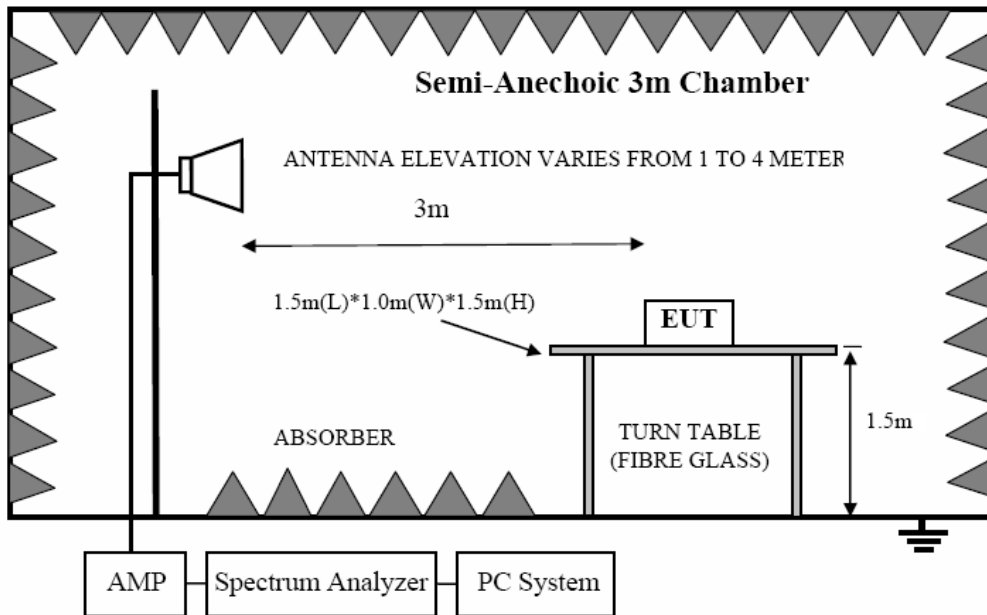 Semi-Anechoic 3m Chamber
ANTENNA ELEVATION VARIES FROM 1 TO 4 METER
3m
1.5m(L)*1.0m(W)*1.5m(H)
EUT
1.5m
ABSORBER
TURN TABLE
(FIBRE GLASS)
AMP
Spectrum Analyzer
PC System